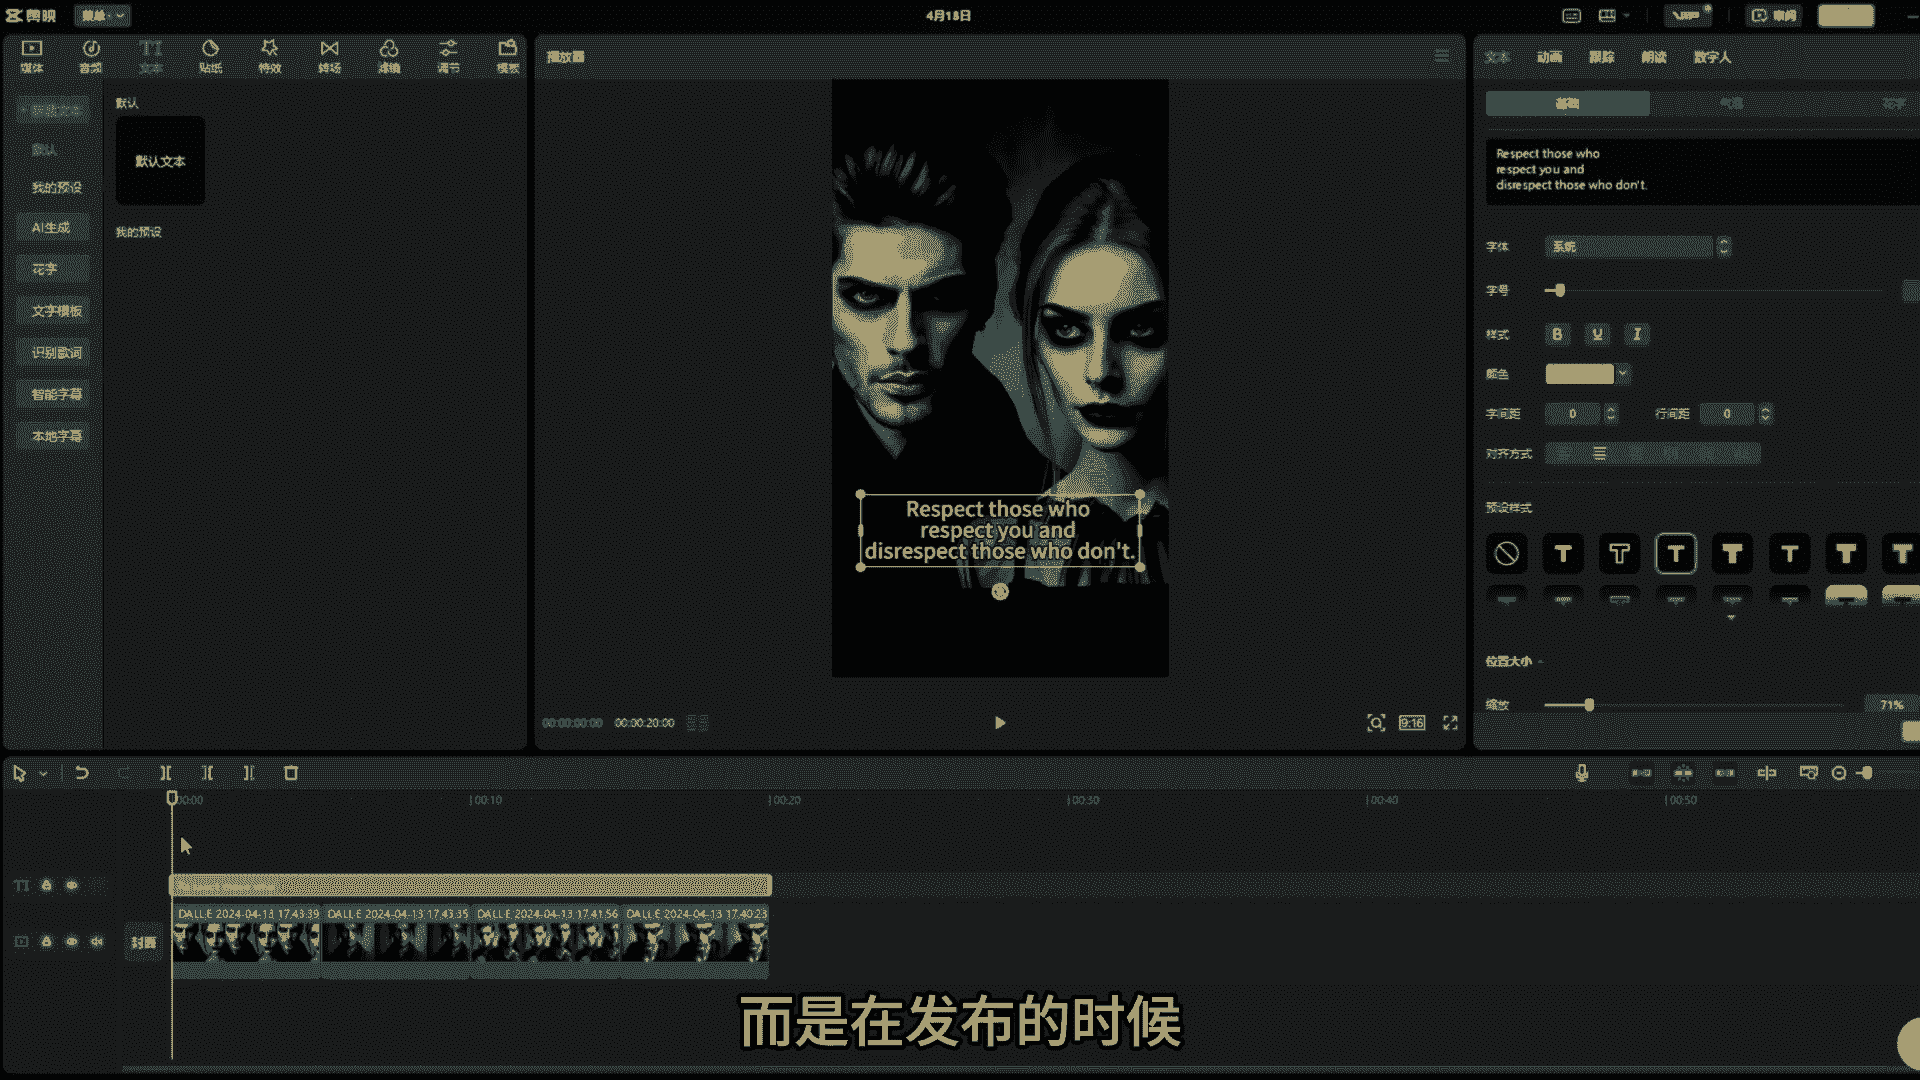 剪映
菜单
4月13日
媒体
音频
文本
贴纸
特效
转场
滤镜
调节
模板
默认
我的预设
AI生成
花字
文字模板
识别歌词
智能字幕
本地字幕
默认
默认文本
我的预设
播放器
Respect those who
respect you and
disrespect those who don't.
00:00:00:00
00:00:20:00
9:16
文本
动画
跟踪
朗读
数字人
基础
气泡
花字
Respect those who
respect you and
disrespect those who don't.
字体
系统
字号
样式
B U I
颜色
字间距
0
行间距
0
对齐方式
预设样式
位置大小
缩放
71%
00:00
00:10
00:20
00:30
00:40
00:50
封面
DALL·E 2024-04-13 17.43.39
DALL·E 2024-04-13 17.43.35
DALL·E 2024-04-13 17.41.56
DALL·E 2024-04-13 17.40.23
而是在发布的时候